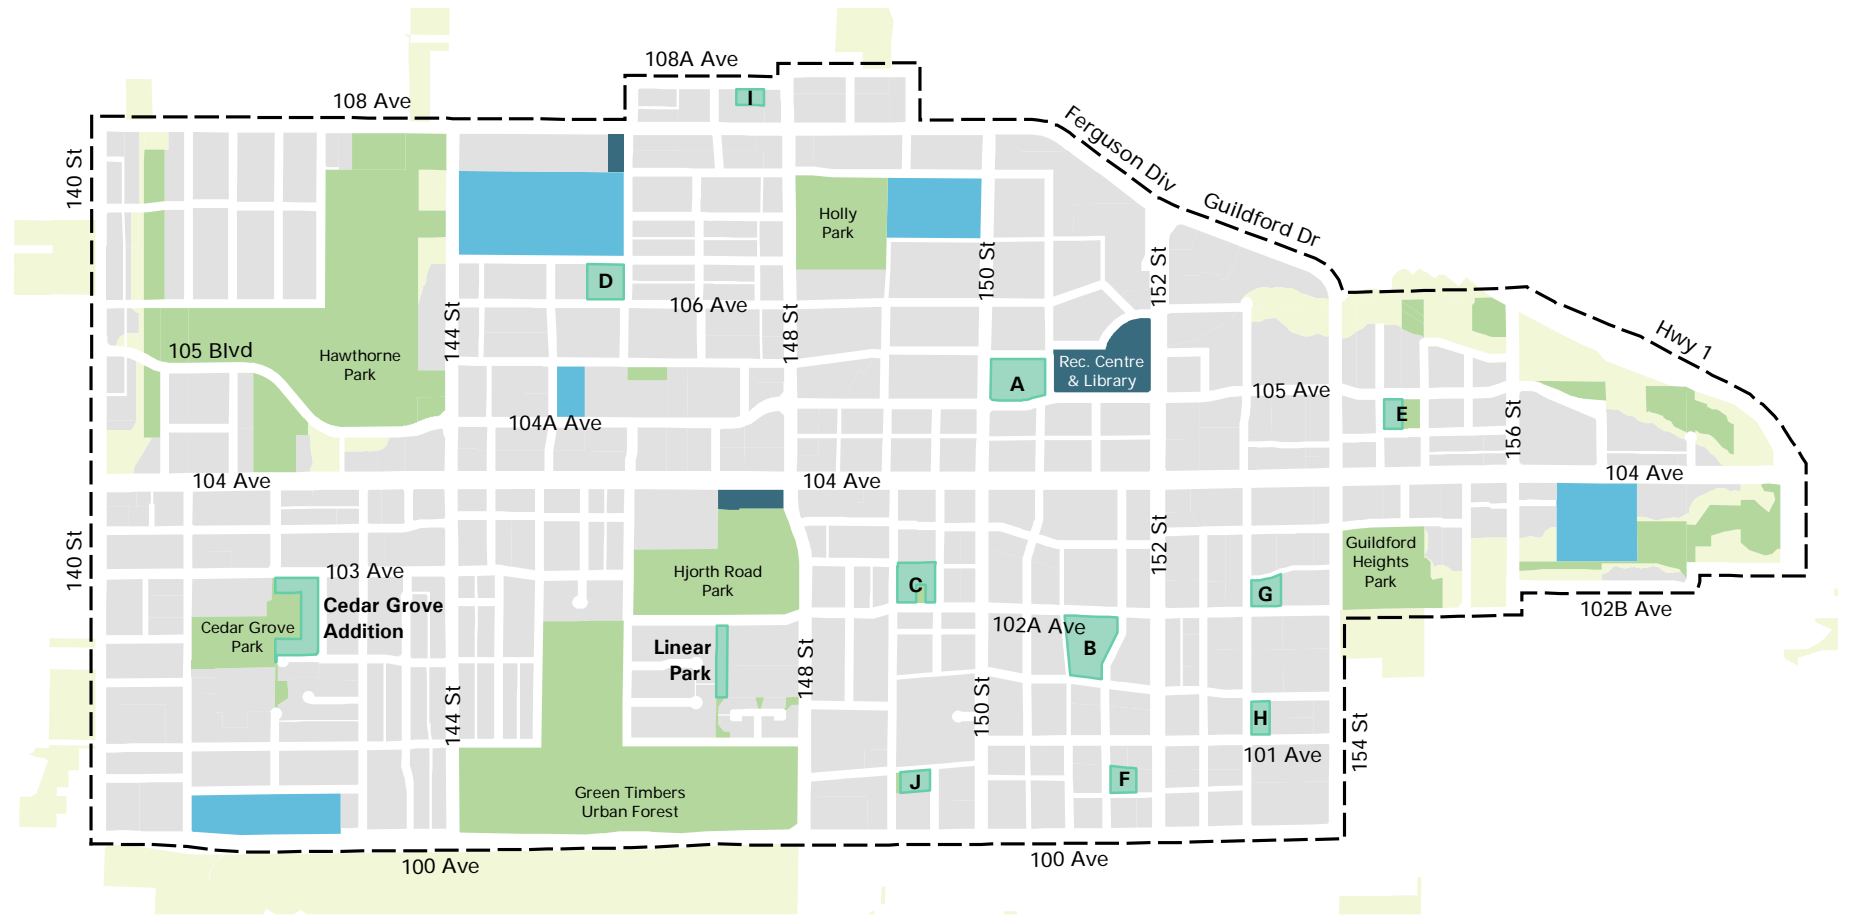 108A Ave
108 Ave
I
Ferguson Div
140 St
Guildford Dr
Holly
Park
150 St
152 St
D
106 Ave
144 St
148 St
Hwy 1
105 Blvd
Hawthorne
Park
Rec. Centre
& Library
A
105 Ave
E
156 St
104A Ave
104 Ave
104 Ave
104 Ave
140 St
152 St
Guildford
Heights
Park
103 Ave
Hjorth Road
Park
C
G
Cedar Grove
Addition
102B Ave
Cedar Grove
Park
102A Ave
B
Linear
Park
148 St
144 St
150 St
H
154 St
101 Ave
J
F
Green Timbers
Urban Forest
100 Ave
100 Ave